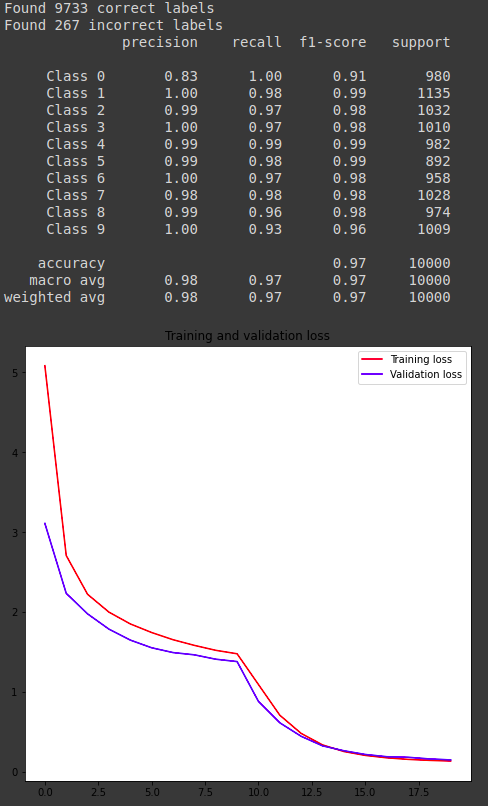 Found 9733 correct labels
Found 267 incorrect labels
precision recall f1-score support
Class 0 0.83 1.00 0.91 980
Class 1 1.00 0.98 0.99 1135
Class 2 0.99 0.97 0.98 1032
Class 3 1.00 0.97 0.98 1010
Class 4 0.99 0.99 0.99 982
Class 5 0.99 0.98 0.99 892
Class 6 1.00 0.97 0.98 958
Class 7 0.98 0.98 0.98 1028
Class 8 0.99 0.96 0.98 974
Class 9 1.00 0.93 0.96 1009
accuracy 0.97 10000
macro avg 0.98 0.97 0.97 10000
weighted avg 0.98 0.97 0.97 10000
Training and validation loss
Training loss
Validation loss
5
4
3
2
1
0
0.0 2.5 5.0 7.5 10.0 12.5 15.0 17.5